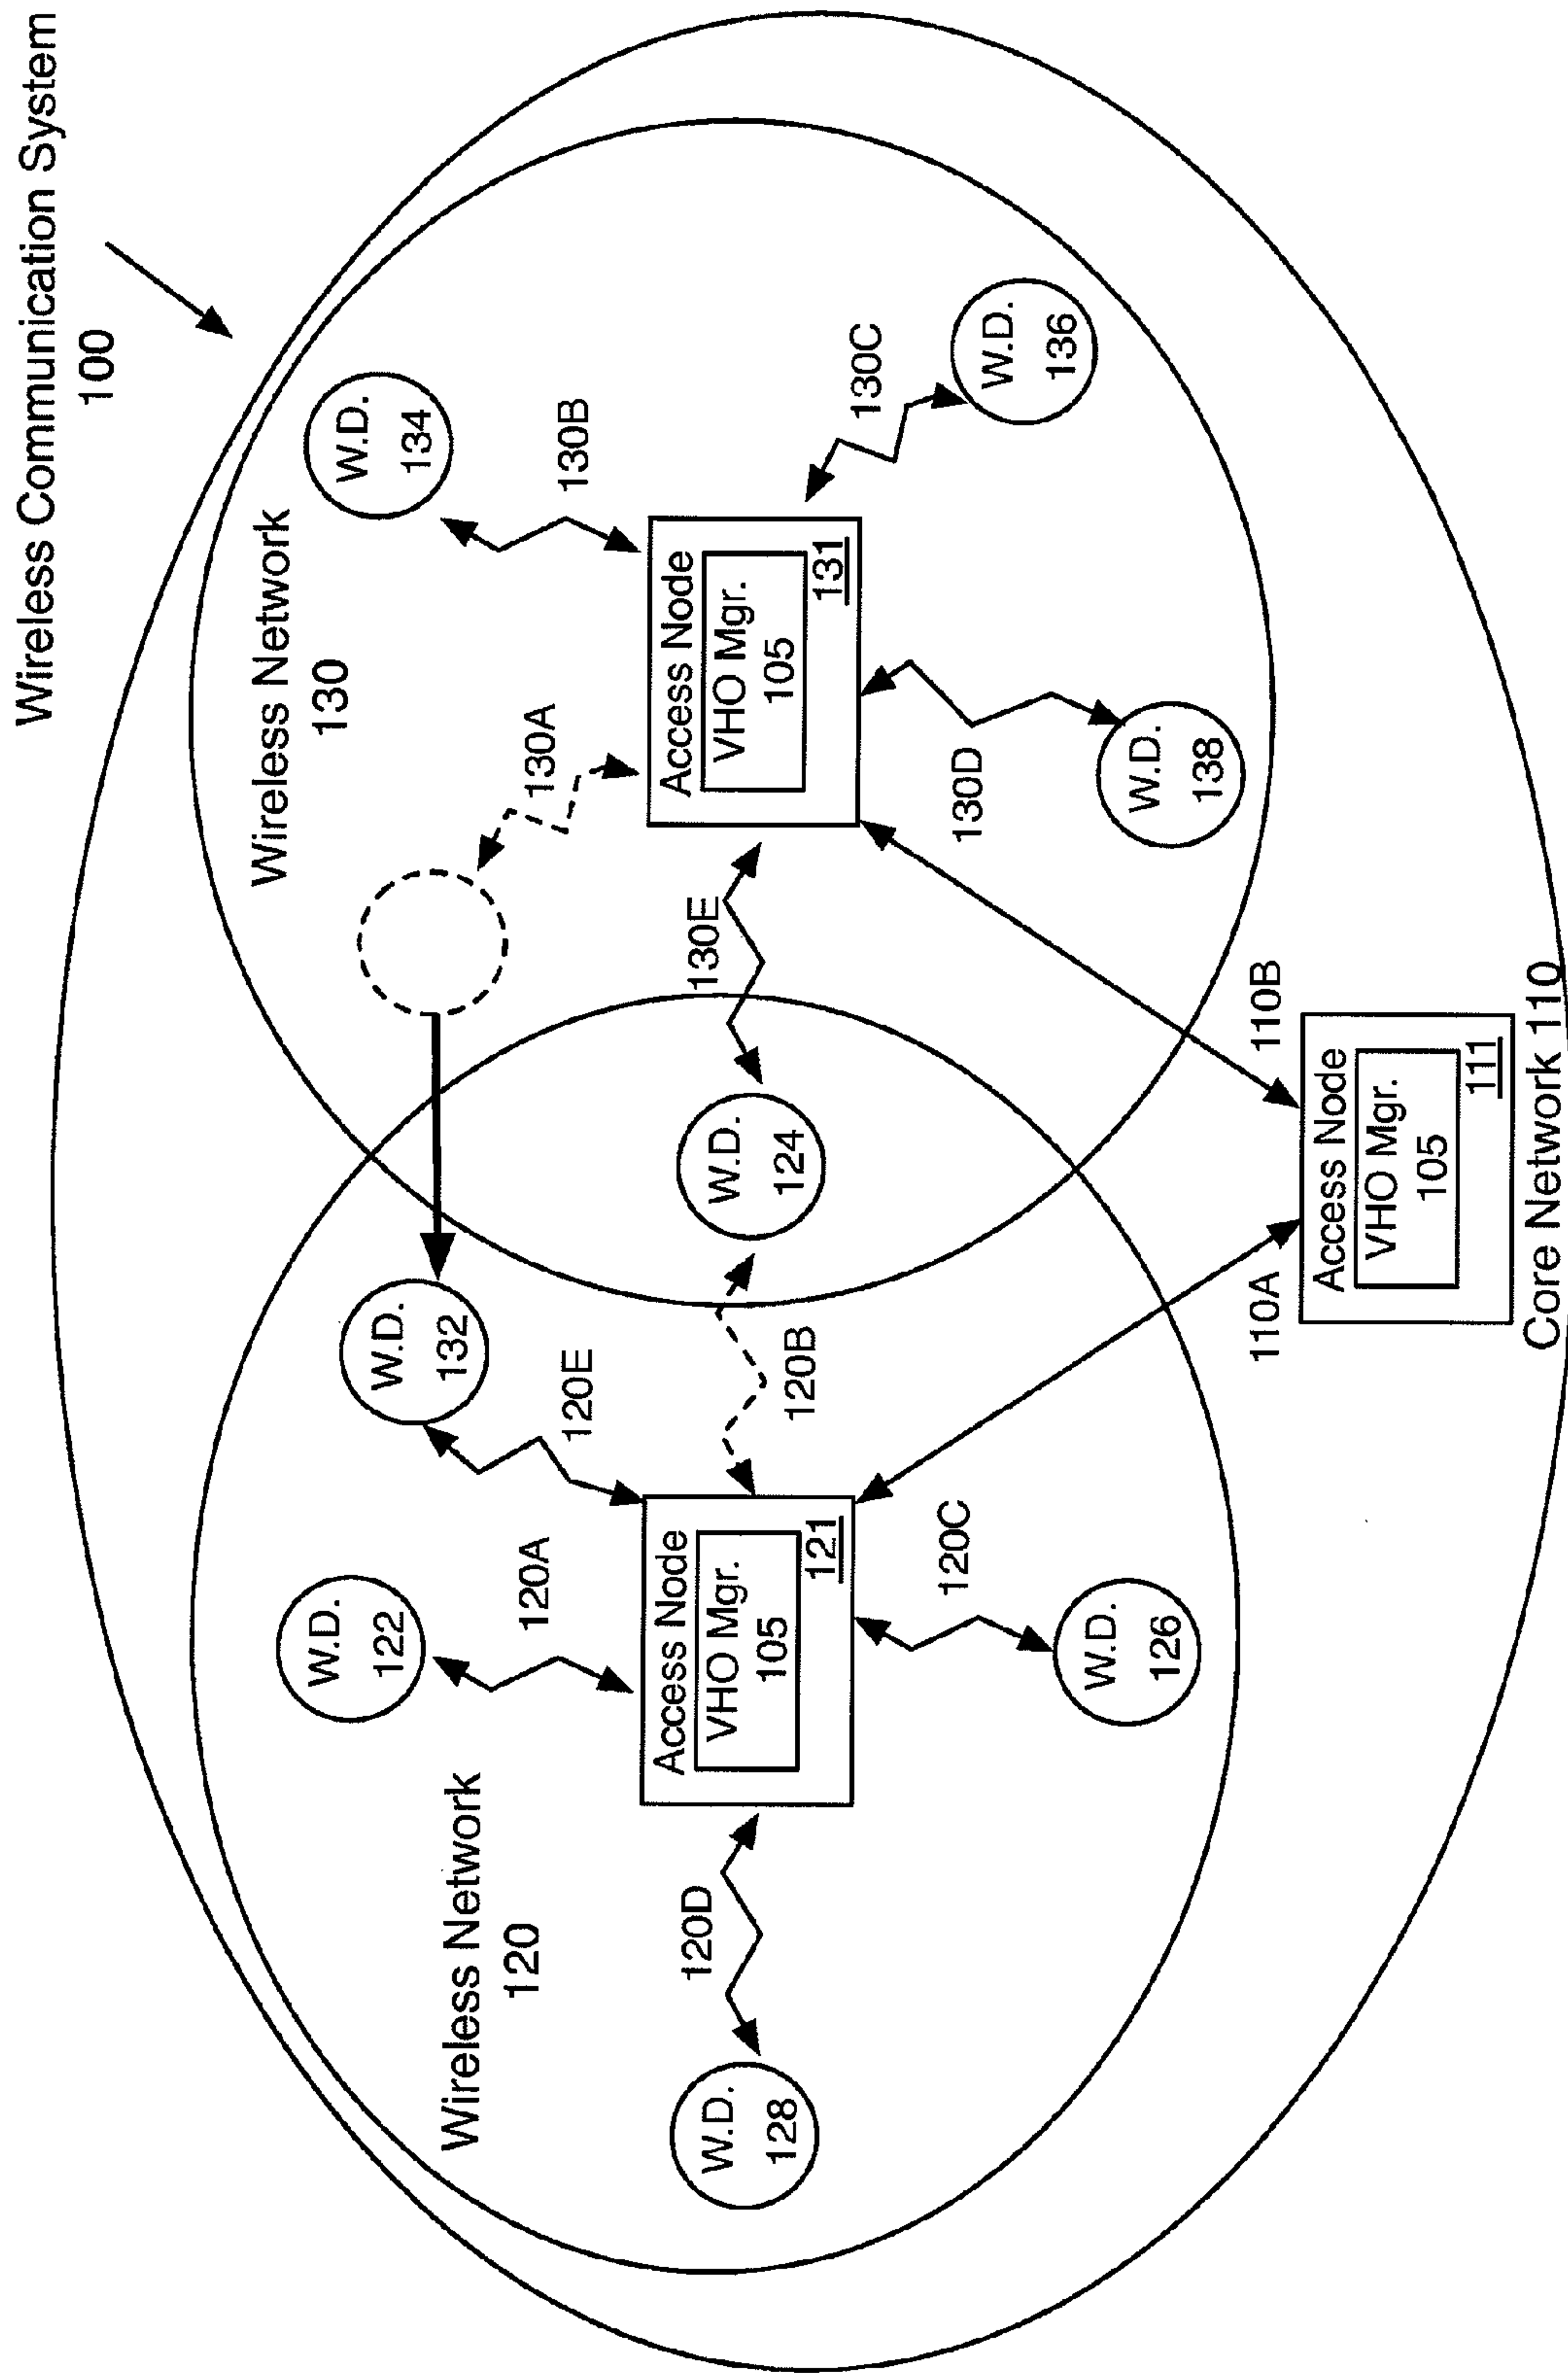 Wireless Communication System
100
Wireless Network
130
W.D.
134
130B
130A
Access Node
VHO Mgr.
105
131
130C
W.D.
136
130D
W.D.
138
130E
W.D.
124
W.D.
132
120E
120B
W.D.
122
120A
Wireless Network
120
Access Node
VHO Mgr.
105
121
120D
W.D.
128
120C
W.D.
126
110A
110B
Access Node
VHO Mgr.
105
111
Core Network 110